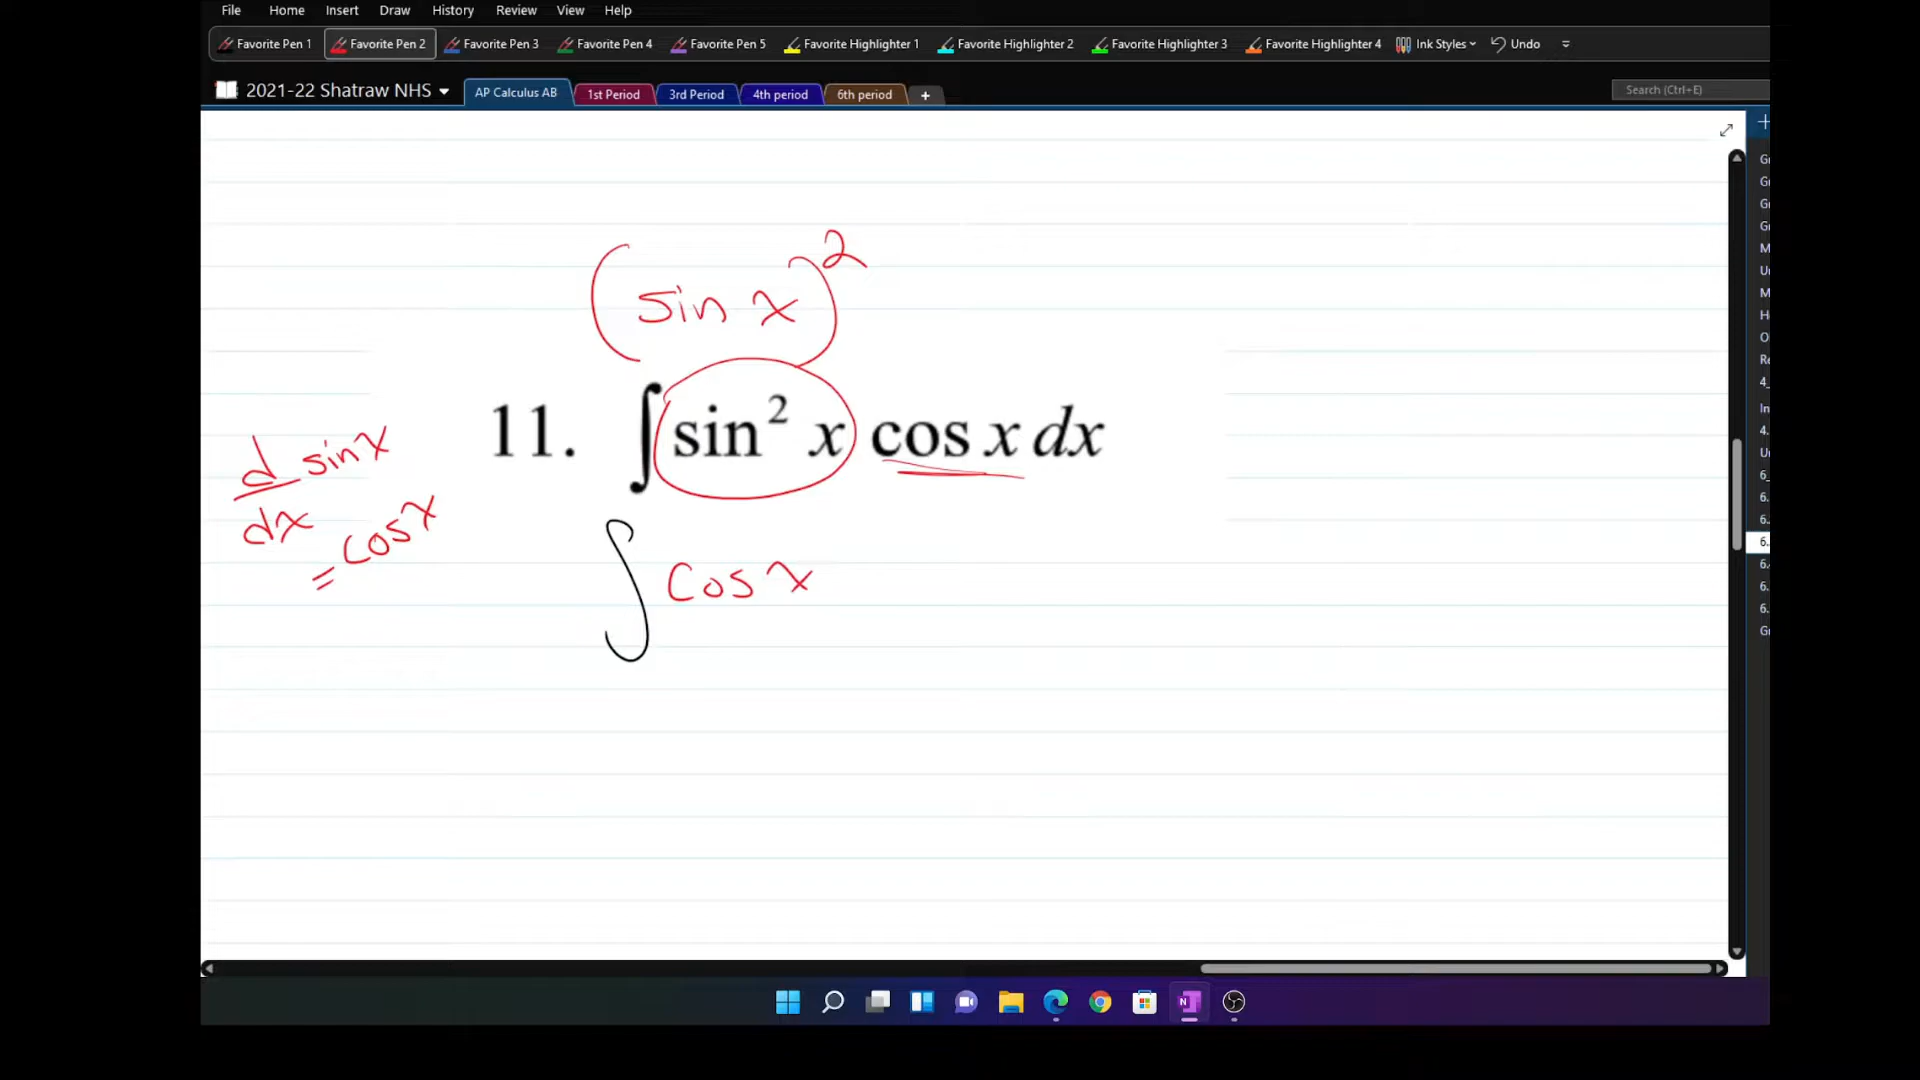 File Home Insert Draw History Review View Help
Favorite Pen 1 Favorite Pen 2 Favorite Pen 3 Favorite Pen 4 Favorite Pen 5 Favorite Highlighter 1 Favorite Highlighter 2 Favorite Highlighter 3 Favorite Highlighter 4 Ink Styles Undo
2021-22 Shatraw NHS AP Calculus AB 1st Period 3rd Period 4th period 6th period + Search (Ctrl+E)
(sin x)²
11. ∫ sin² x cos x dx
d/dx sin x
= cos x
∫ cos x